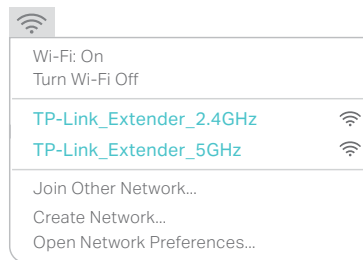 Wi-Fi: On
Turn Wi-Fi Off
TP-Link_Extender_2.4GHz
TP-Link_Extender_5GHz
Join Other Network...
Create Network...
Open Network Preferences...